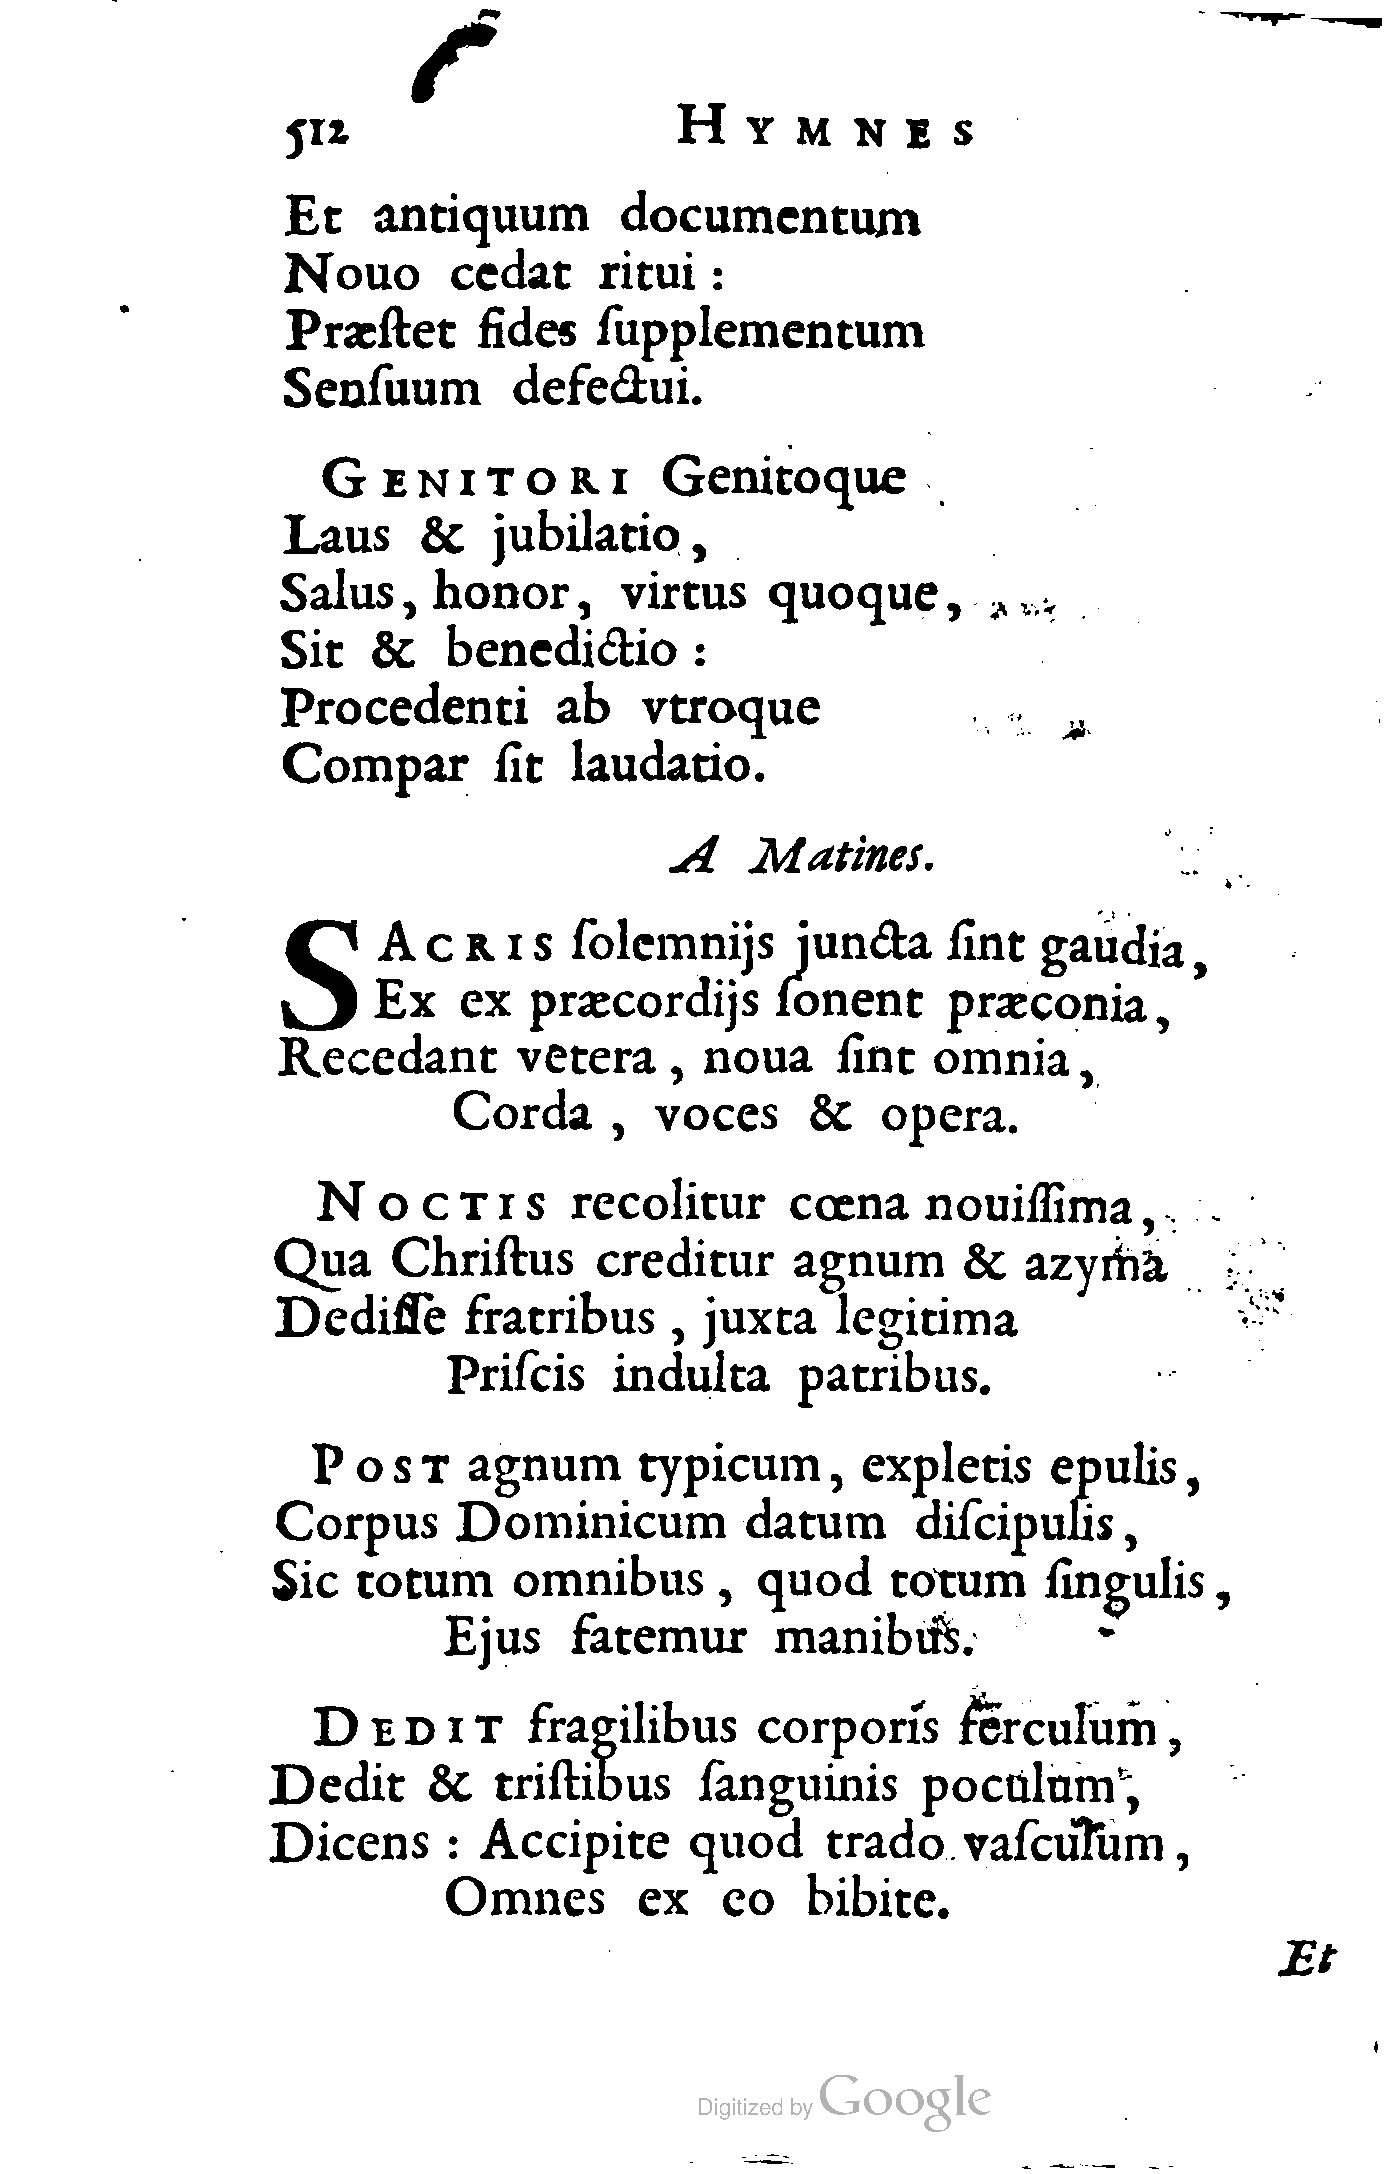 512 HYMNES
Et antiquum documentum
Nouo cedat ritui :
Præſtet fides ſupplementum
Senſuum defectui.
GENITORI Genitoque
Laus & jubilatio,
Salus, honor, virtus quoque,
Sit & benedictio :
Procedenti ab vtroque
Compar ſit laudatio.
A Matines.
SACRIS ſolemnijs juncta ſint gaudia,
Ex ex præcordijs ſonent præconia,
Recedant vetera, noua ſint omnia,
Corda, voces & opera.
NOCTIS recolitur cœna nouiſſima,
Qua Chriſtus creditur agnum & azyma
Dediſſe fratribus, juxta legitima
Priſcis indulta patribus.
POST agnum typicum, expletis epulis,
Corpus Dominicum datum diſcipulis,
Sic totum omnibus, quod totum ſingulis,
Ejus fatemur manibus.
DEDIT fragilibus corporis ferculum,
Dedit & triſtibus ſanguinis poculum,
Dicens : Accipite quod trado vaſculum,
Omnes ex eo bibite.
Et
Digitized by Google